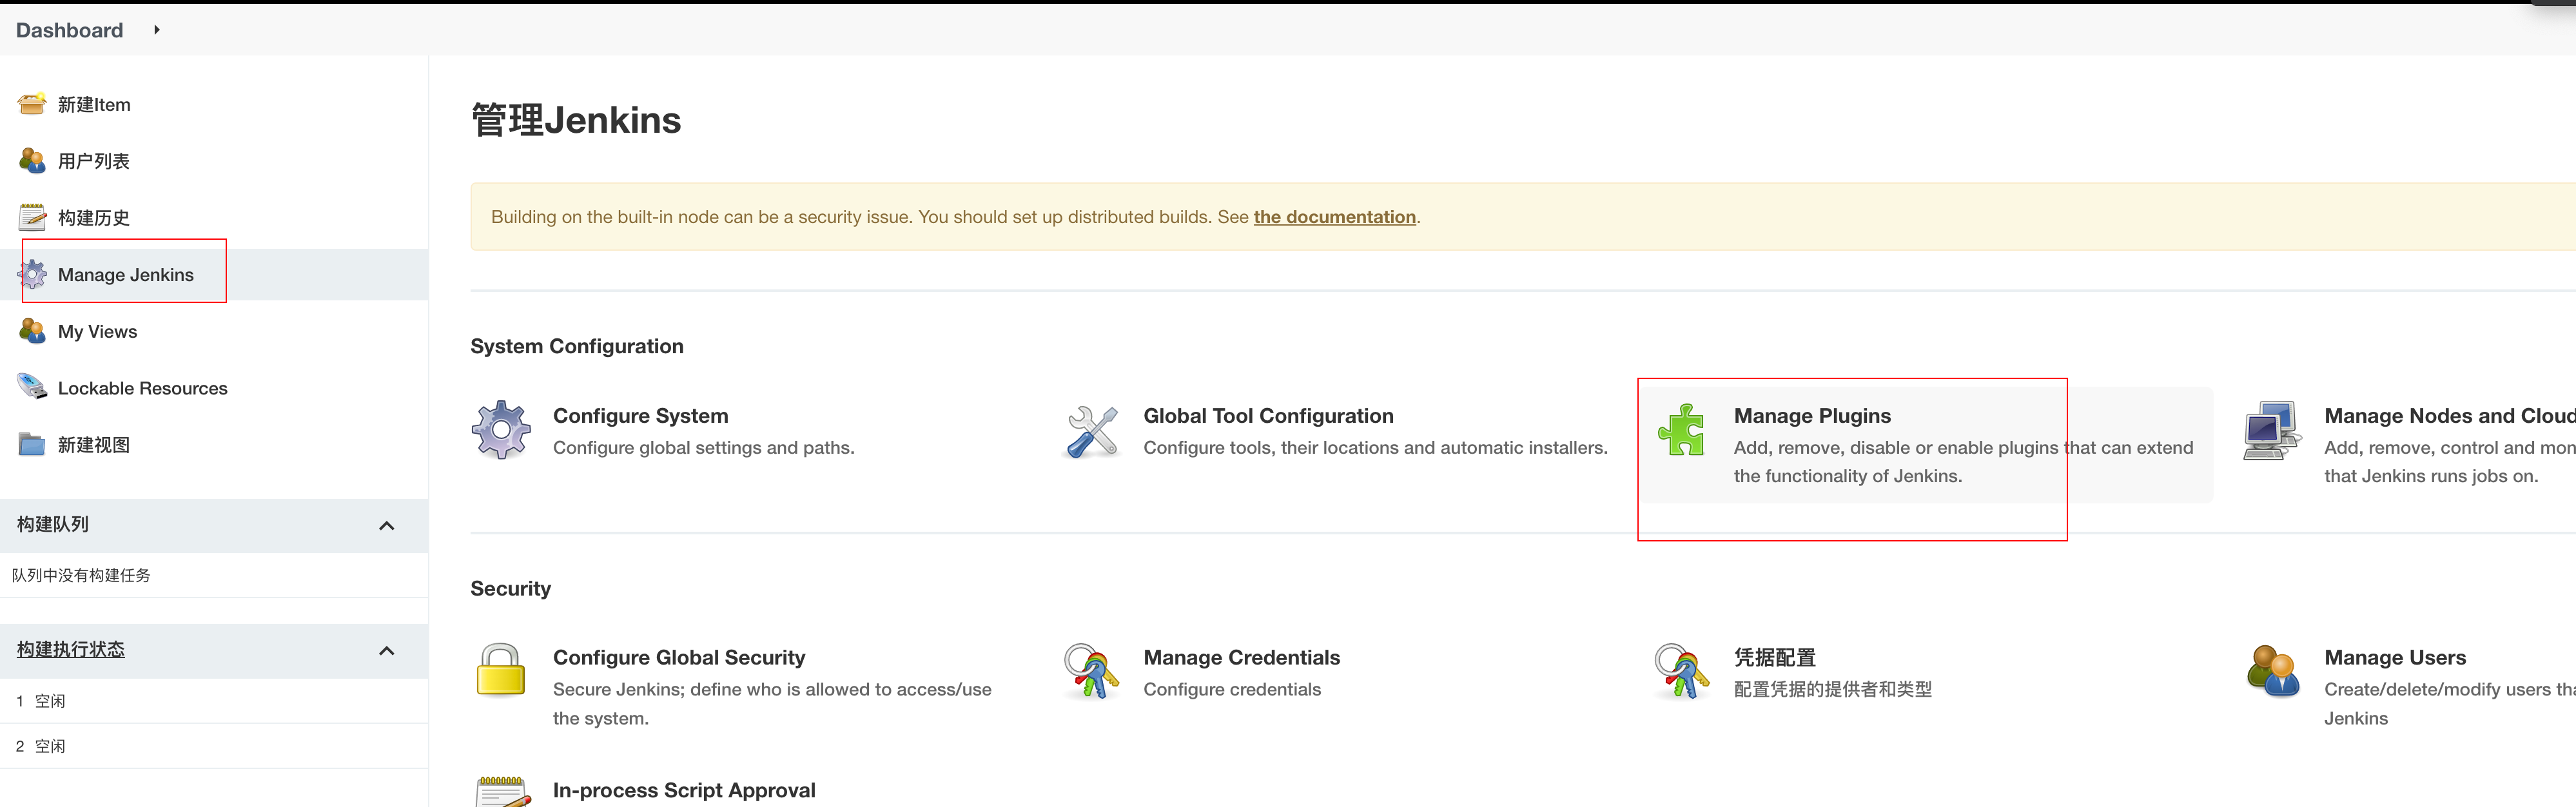 Dashboard
新建Item
用户列表
构建历史
Manage Jenkins
My Views
Lockable Resources
新建视图
构建队列
队列中没有构建任务
构建执行状态
1 空闲
2 空闲
管理Jenkins
Building on the built-in node can be a security issue. You should set up distributed builds. See the documentation.
System Configuration
Configure System
Configure global settings and paths.
Global Tool Configuration
Configure tools, their locations and automatic installers.
Manage Plugins
Add, remove, disable or enable plugins that can extend
the functionality of Jenkins.
Manage Nodes and Cloud
Add, remove, control and mon
that Jenkins runs jobs on.
Security
Configure Global Security
Secure Jenkins; define who is allowed to access/use
the system.
Manage Credentials
Configure credentials
凭据配置
配置凭据的提供者和类型
Manage Users
Create/delete/modify users tha
Jenkins
In-process Script Approval